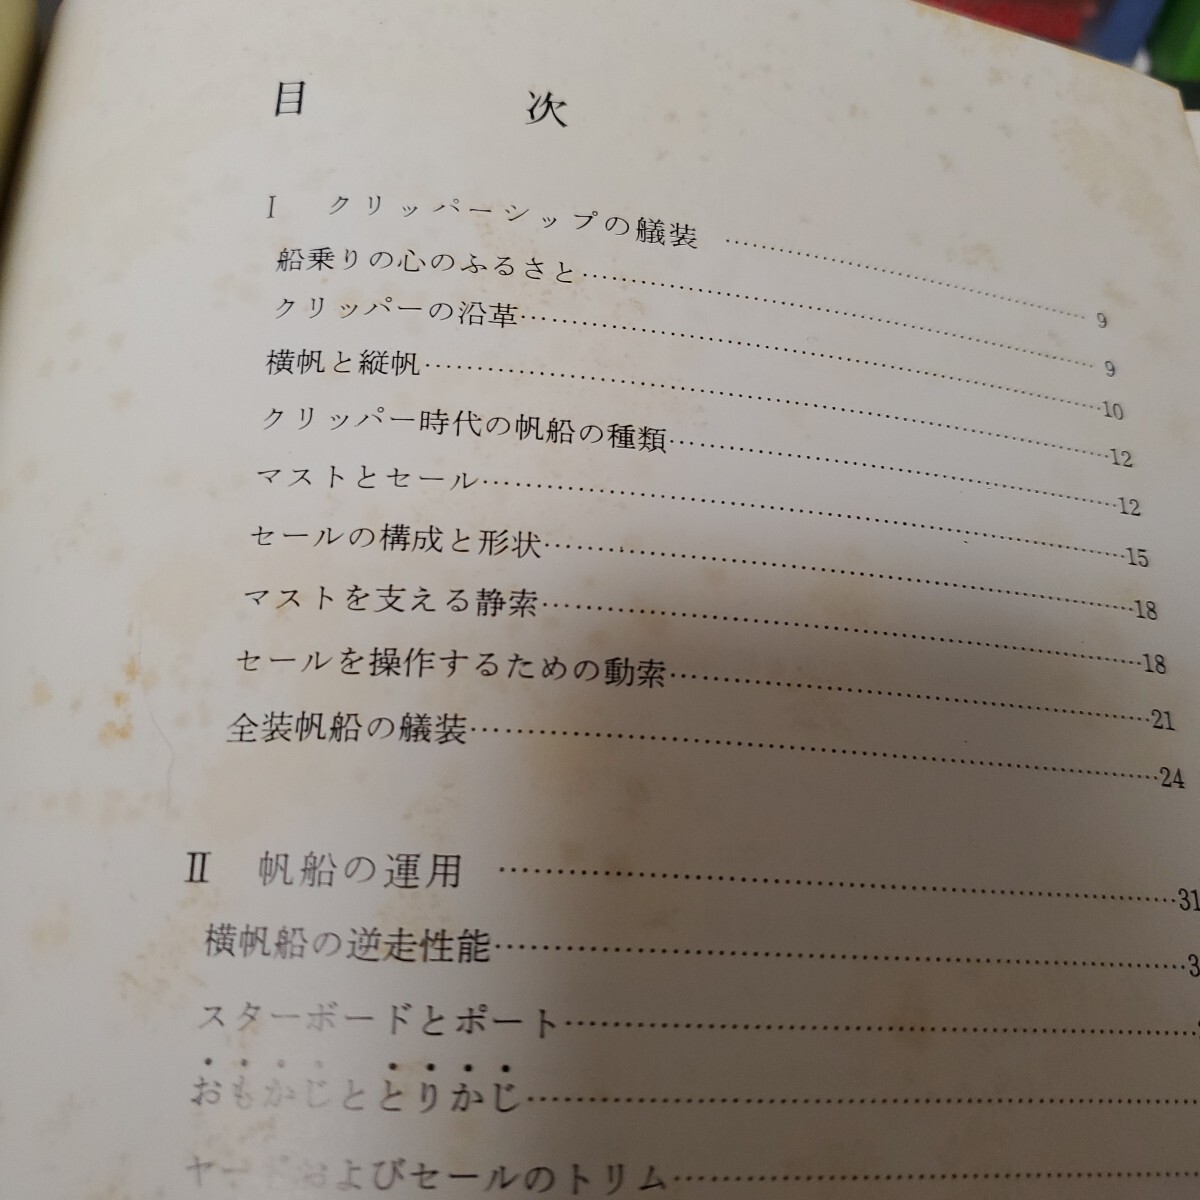 目次
I クリッパーシップの艤装 …… 9
船乗りの心のふるさと …… 9
クリッパーの沿革 …… 10
横帆と縦帆 …… 12
クリッパー時代の帆船の種類 …… 12
マストとセール …… 15
セールの構成と形状 …… 18
マストを支える静索 …… 18
セールを操作するための動索 …… 21
全装帆船の艤装 …… 24
II 帆船の運用 …… 31
横帆船の逆走性能 …… 3
スターボードとポート ……
おもかじととりかじ ……
ヤードおよびセールのトリム ……